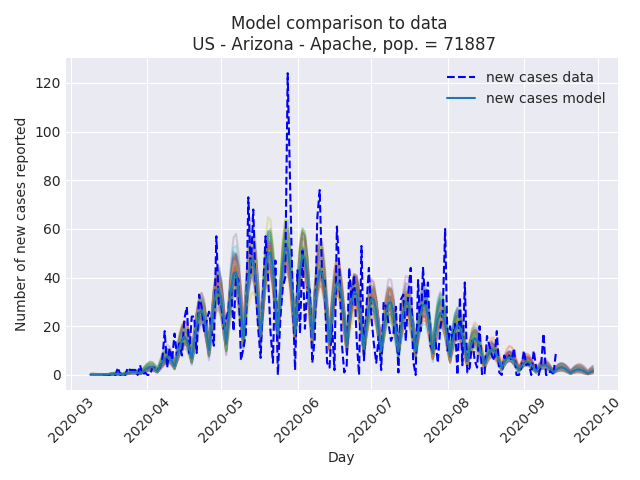 Model comparison to data
US - Arizona - Apache, pop. = 71887
new cases data
new cases model
Number of new cases reported
120
100
80
60
40
20
0
2020-03
2020-04
2020-05
2020-06
2020-07
2020-08
2020-09
2020-10
Day